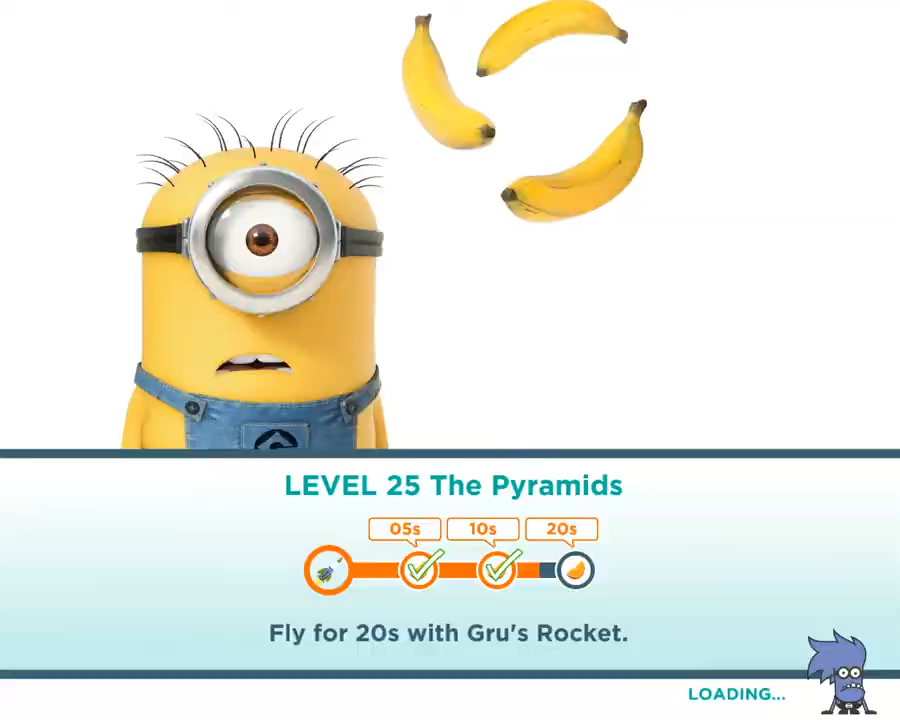 LEVEL 25 The Pyramids
05s 10s 20s
Fly for 20s with Gru's Rocket.
LOADING...